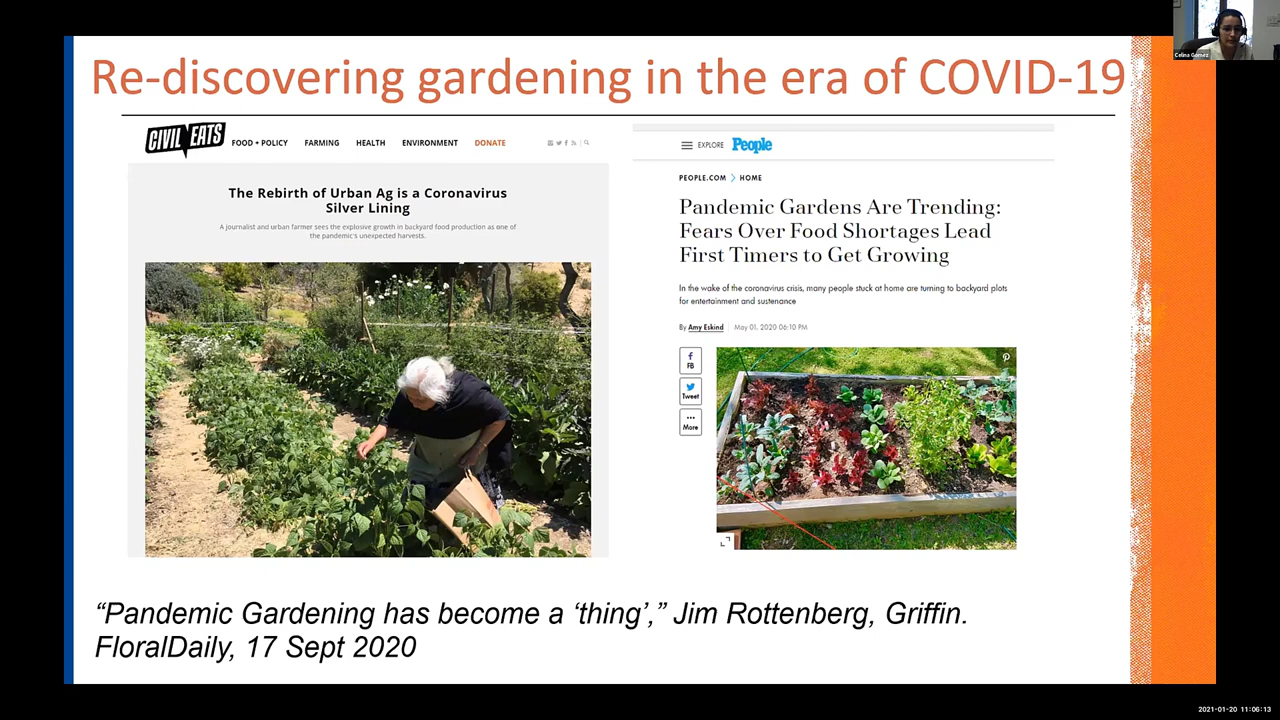 Re-discovering gardening in the era of COVID-19
CIVIL EATS
FOOD + POLICY FARMING HEALTH ENVIRONMENT DONATE
The Rebirth of Urban Ag is a Coronavirus
Silver Lining
A journalist and urban farmer sees the explosive growth in backyard food production as one of
the pandemic's unexpected harvests.
EXPLORE People
PEOPLE.COM > HOME
Pandemic Gardens Are Trending:
Fears Over Food Shortages Lead
First Timers to Get Growing
In the wake of the coronavirus crisis, many people stuck at home are turning to backyard plots
for entertainment and sustenance
By Amy Eskind May 01, 2020 06:10 PM
FB
Tweet
More
“Pandemic Gardening has become a ‘thing’,” Jim Rottenberg, Griffin.
FloralDaily, 17 Sept 2020
Celina Gómez
2021-01-20 11:06:13